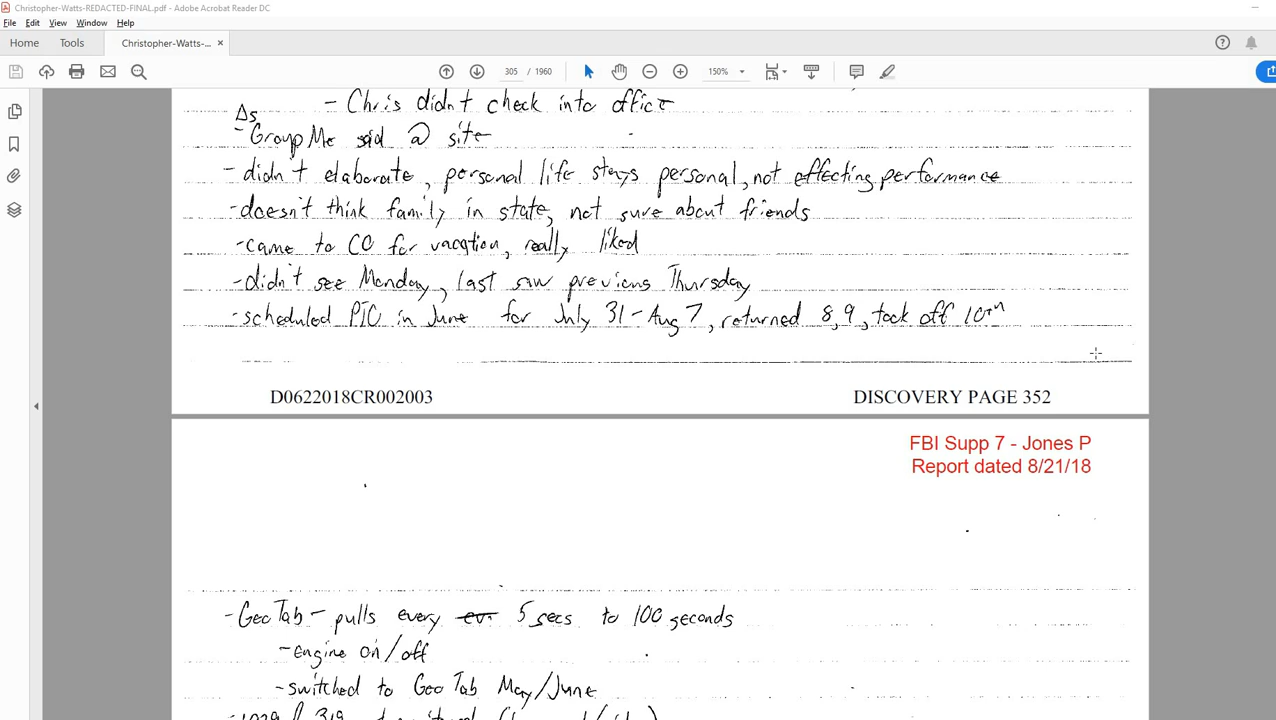 Christopher-Watts-REDACTED-FINAL.pdf - Adobe Acrobat Reader DC
File Edit View Window Help
Home Tools Christopher-Watts-... ×
305 / 1960 150%
- Chris didn't check into office
Δs
- GroupMe said @ site
- didn't elaborate, personal life stays personal, not effecting performance
- doesn't think family in state, not sure about friends
- came to CO for vacation, really liked
- didn't see Monday, last saw previous Thursday
- scheduled PTO in June for July 31 - Aug 7, returned 8, 9, took off 10th
D0622018CR002003 DISCOVERY PAGE 352
FBI Supp 7 - Jones P
Report dated 8/21/18
- GeoTab - pulls every 5 secs to 100 seconds
- engine on/off
- switched to GeoTab May/June